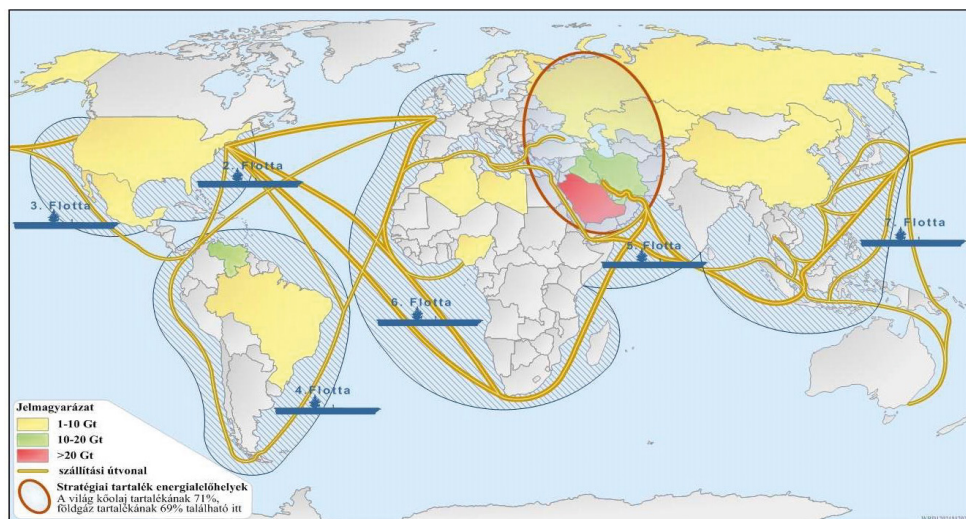 2. Flotta
3. Flotta
7. Flotta
5. Flotta
6. Flotta
4.Flotta
Jelmagyarázat
1-10 Gt
10-20 Gt
>20 Gt
szállítási útvonal
Stratégiai tartalék energialelőhelyek
A világ kőolaj tartalékának 71%,
földgáz tartalékának 69% található itt